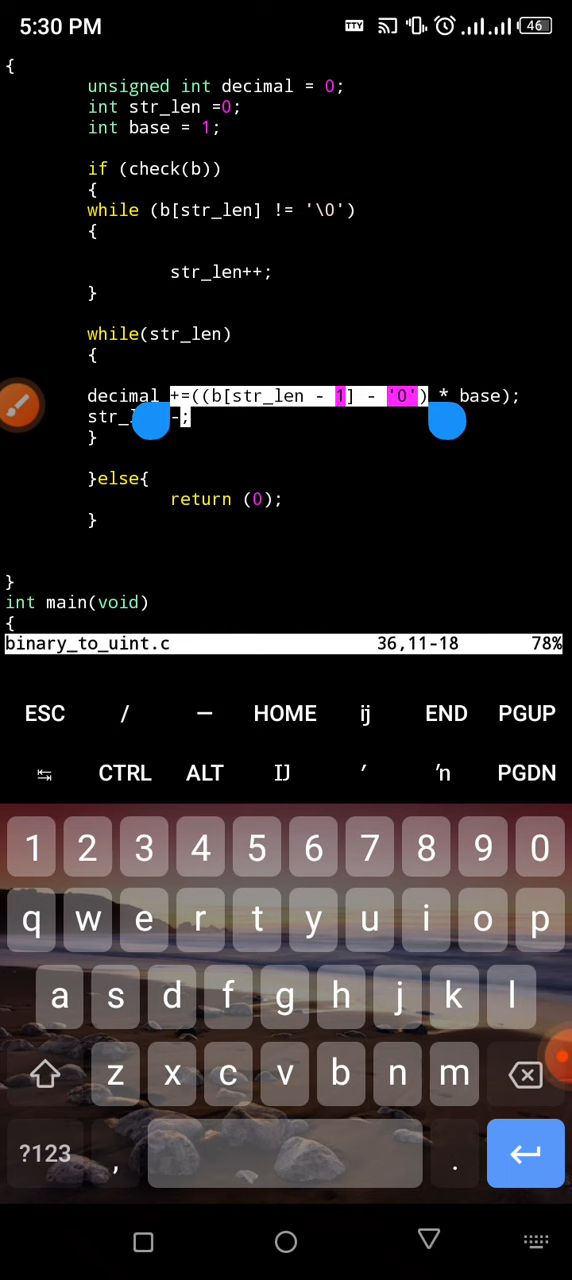 5:30 PM TTY 46
{
unsigned int decimal = 0;
int str_len =0;
int base = 1;
if (check(b))
{
while (b[str_len] != '\0')
{
str_len++;
}
while(str_len)
{
decimal +=((b[str_len - 1] - '0') * base);
str_ -;
}
}else{
return (0);
}
}
int main(void)
{
binary_to_uint.c 36,11-18 78%
ESC / — HOME ij END PGUP
↹ CTRL ALT IJ ′ ŉ PGDN
1 2 3 4 5 6 7 8 9 0
q w e r t y u i o p
a s d f g h j k l
z x c v b n m
?123 , .